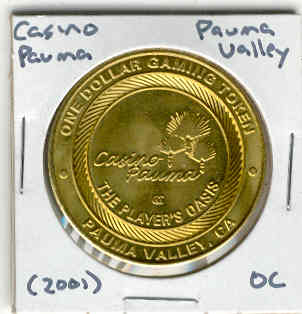 Casino Pauma
Pauma Valley
ONE DOLLAR GAMING TOKEN
Casino
Pauma
THE PLAYER'S OASIS
PAUMA VALLEY, CA
(2001)
OC